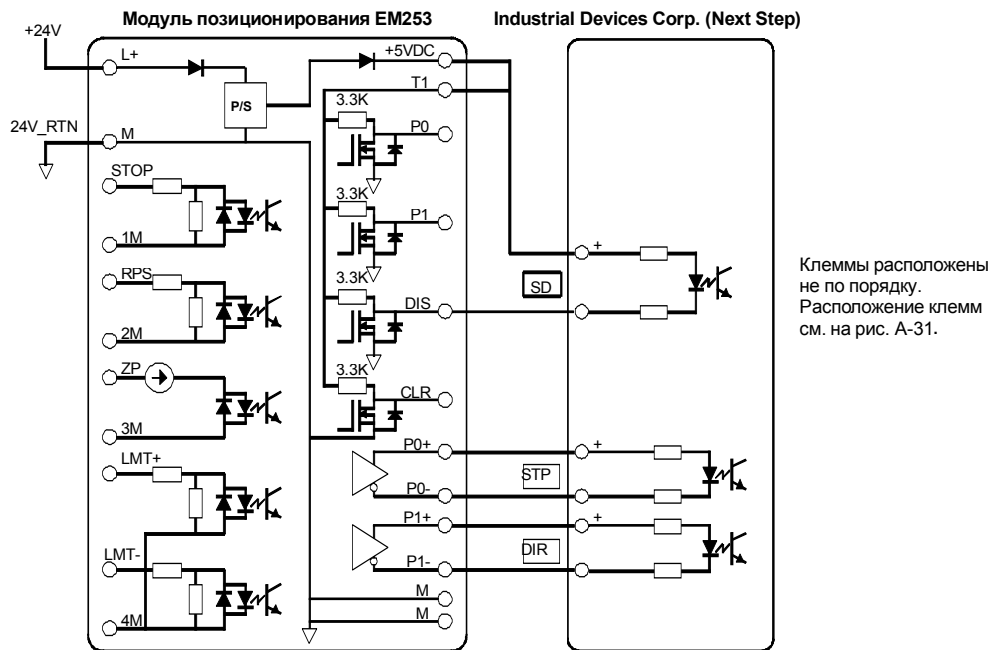 Модуль позиционирования EM253
Industrial Devices Corp. (Next Step)
+24V
L+
+5VDC
T1
P/S
3.3K
P0
24V_RTN
M
STOP
3.3K
P1
1M
RPS
3.3K
DIS
2M
ZP
3.3K
CLR
3M
LMT+
P0+
P0-
P1+
LMT-
P1-
M
4M
M
+
SD
+
STP
+
DIR
Клеммы расположены
не по порядку.
Расположение клемм
см. на рис. A-31.